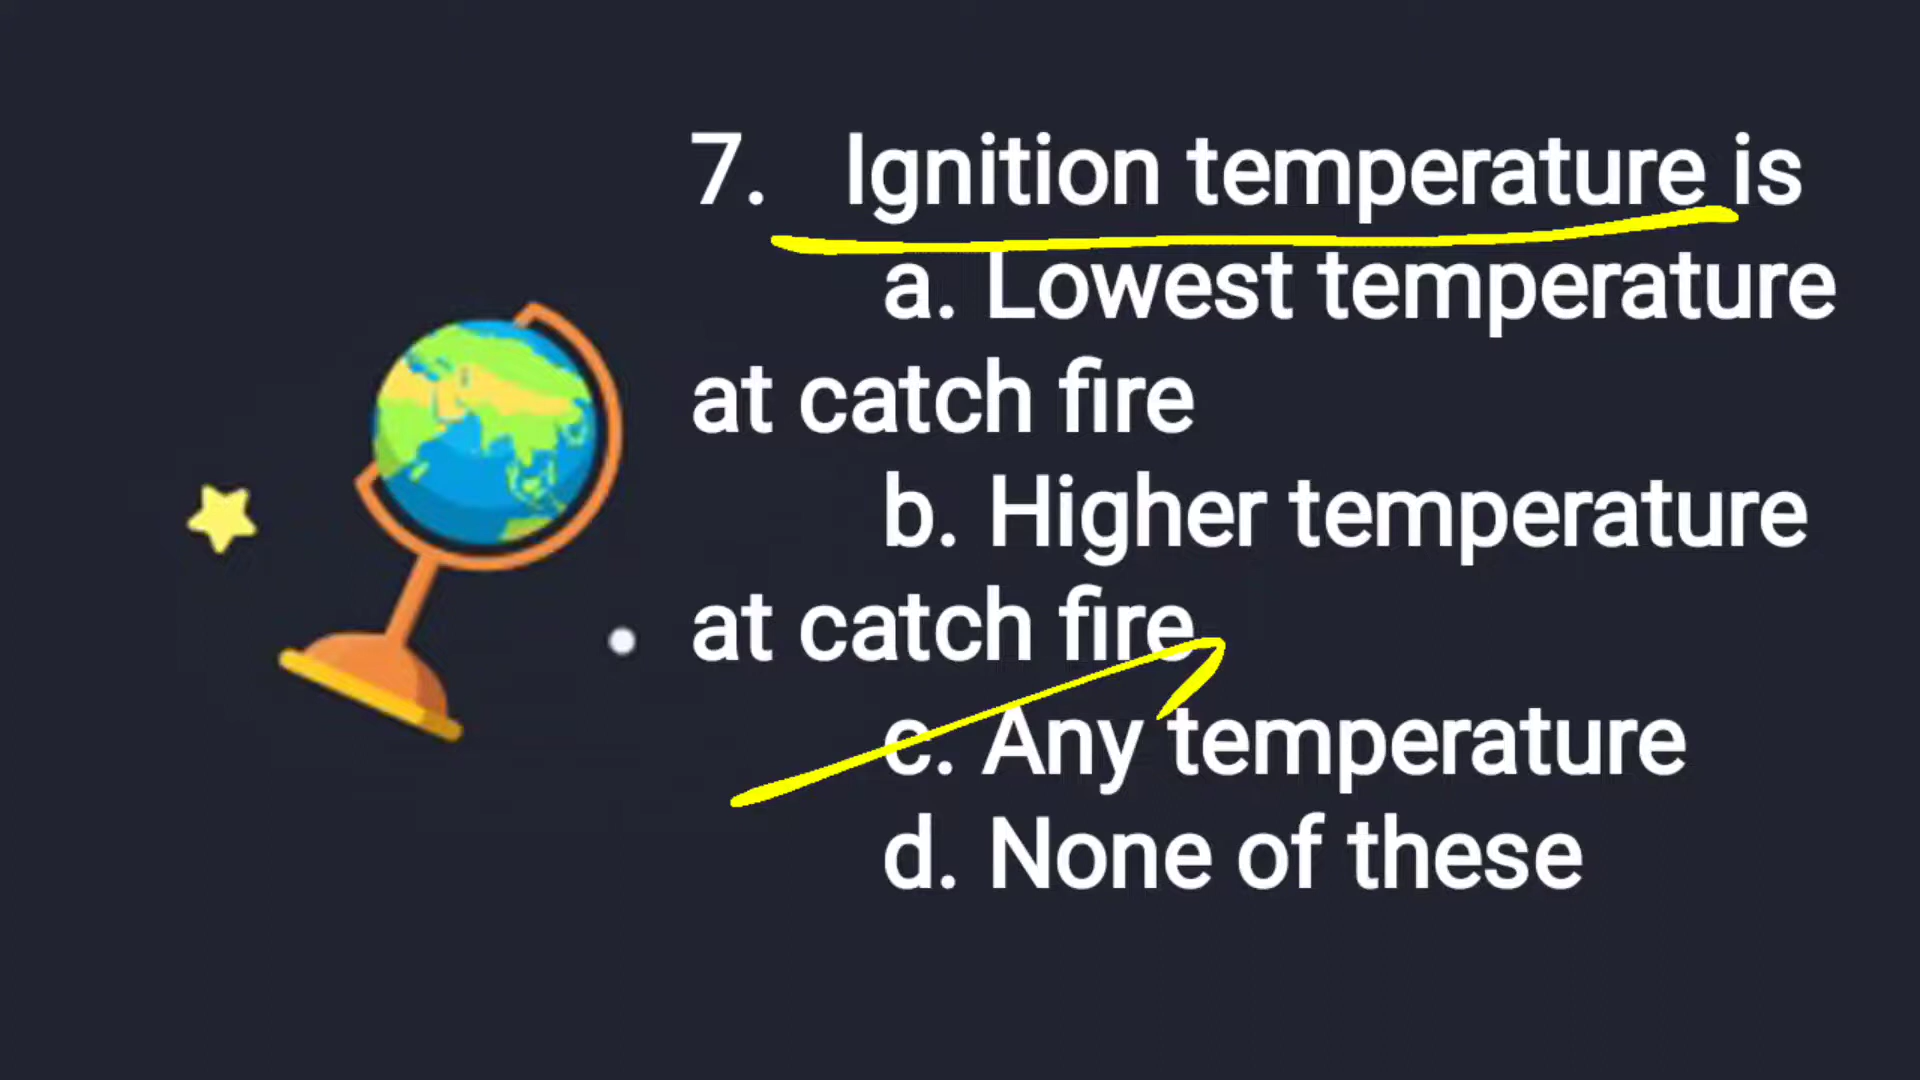 7. Ignition temperature is
a. Lowest temperature
at catch fire
b. Higher temperature
at catch fire
c. Any temperature
d. None of these